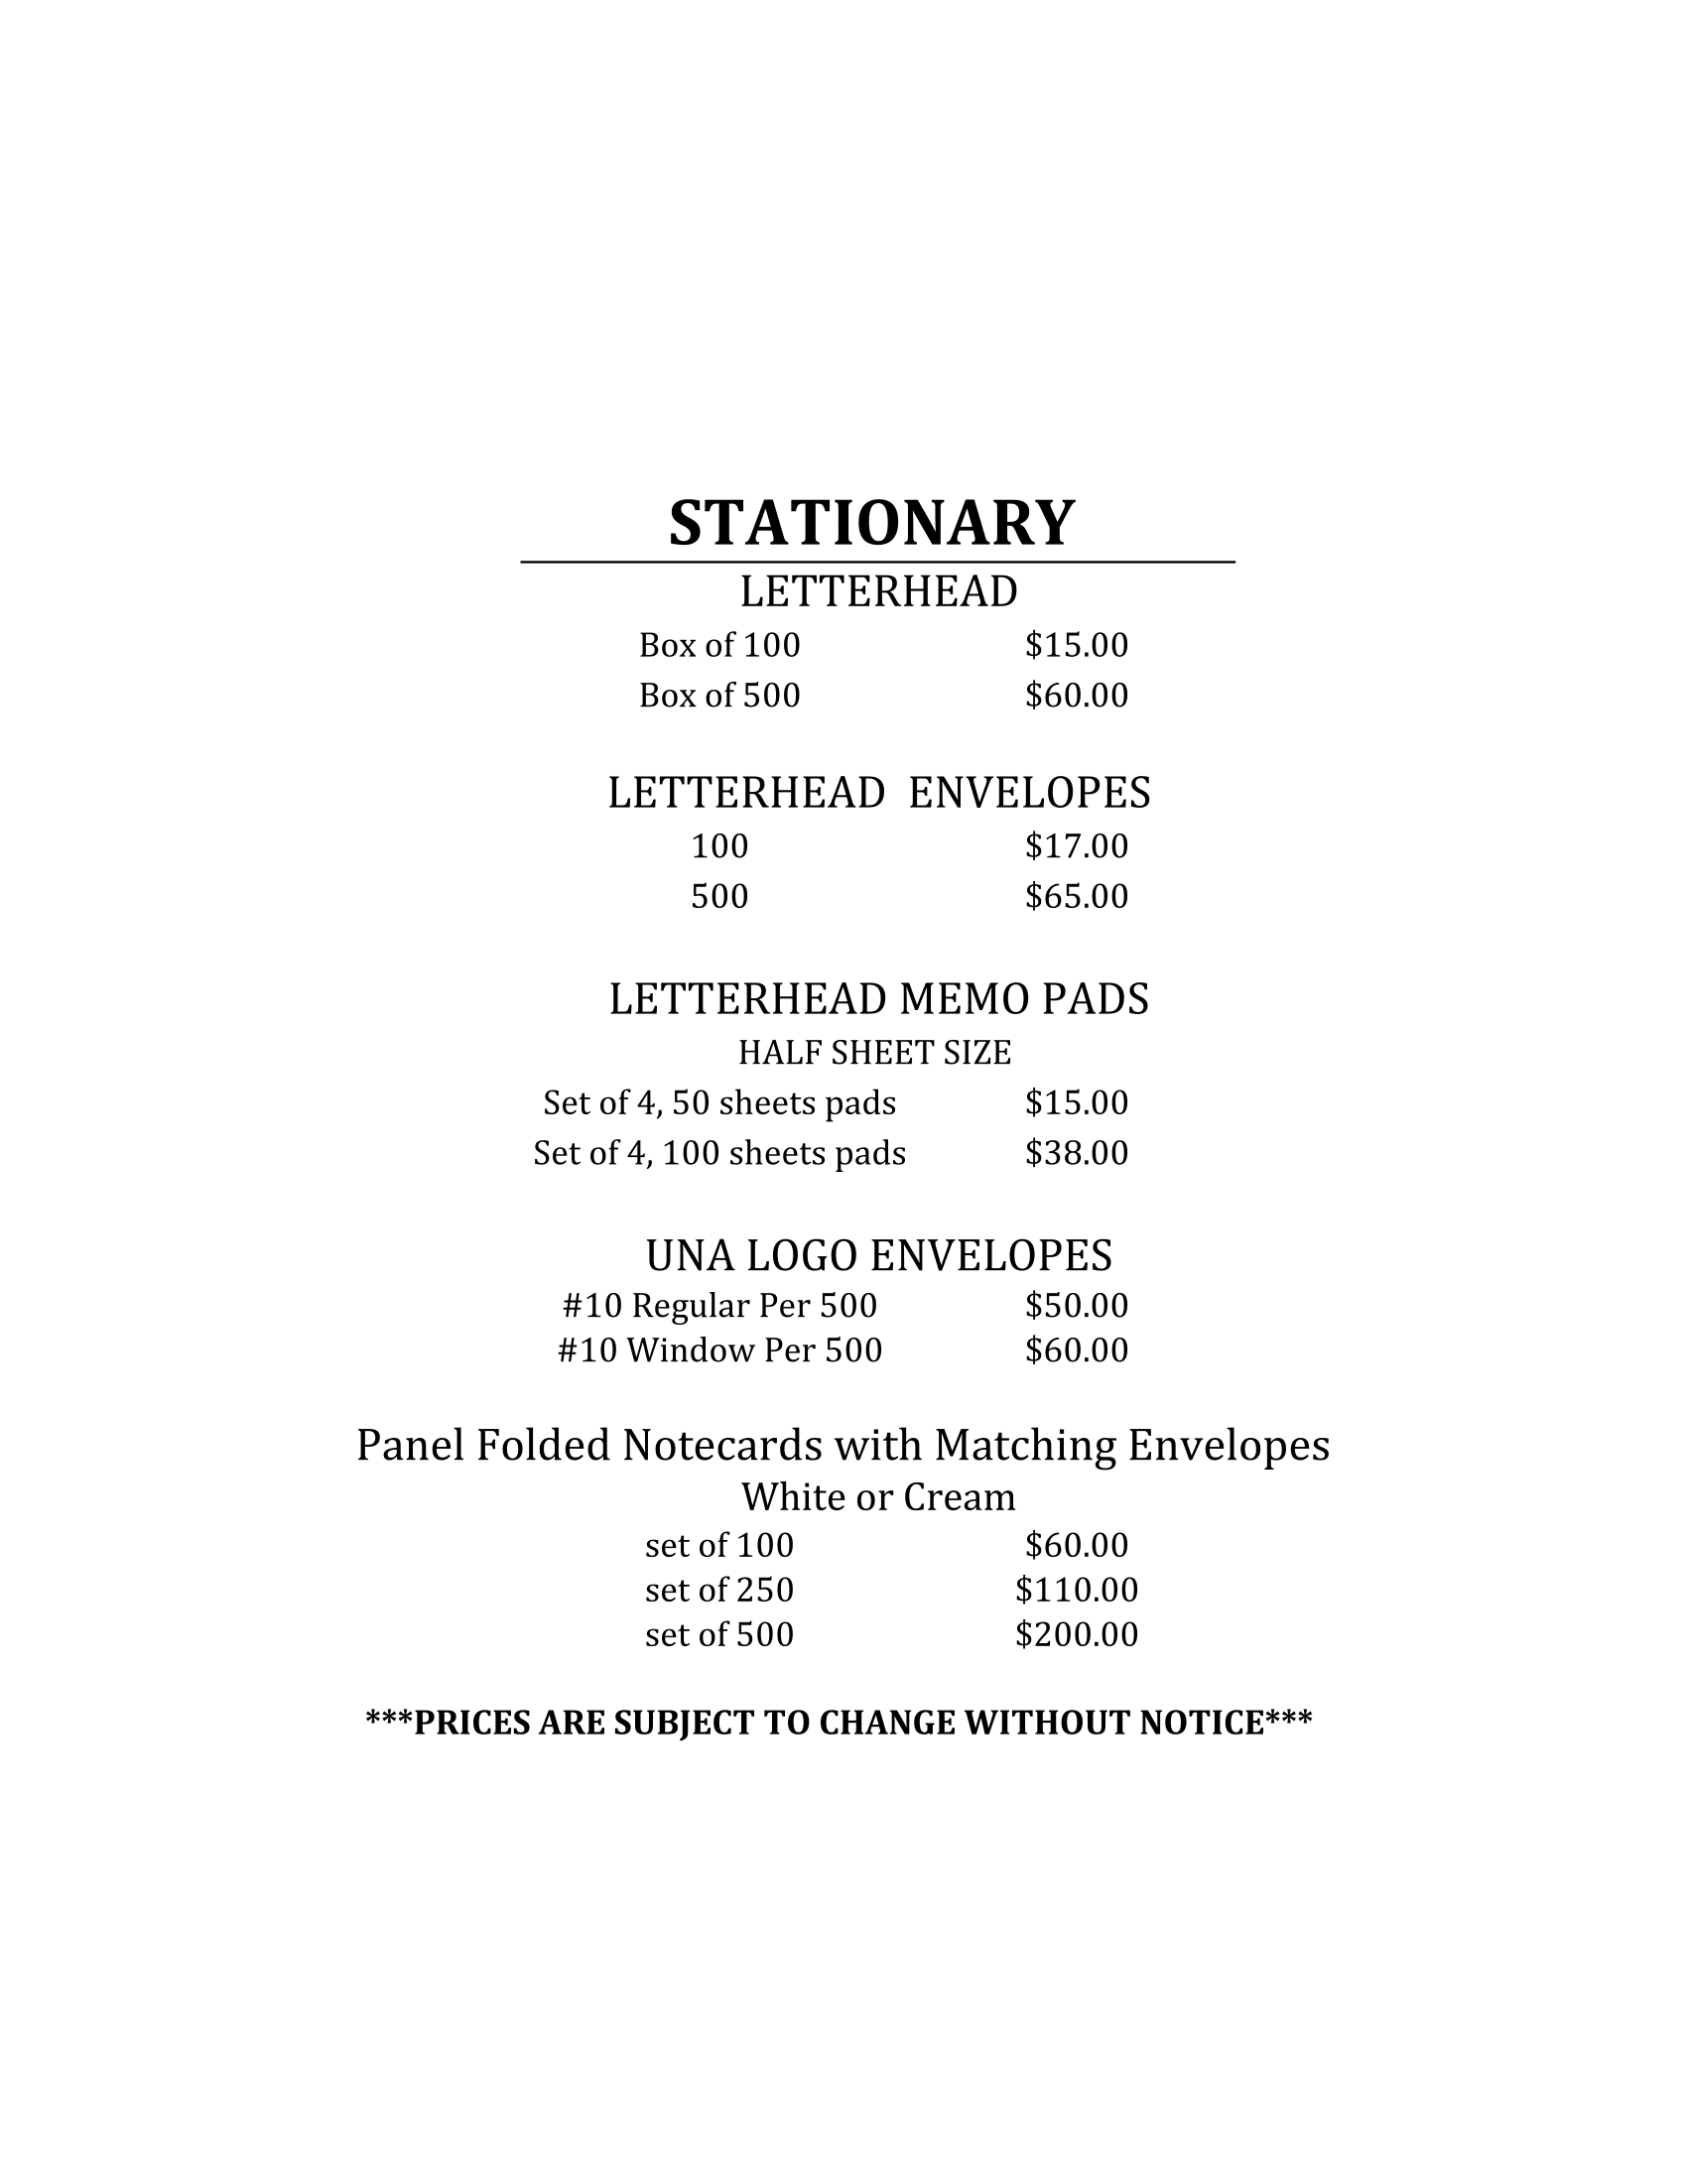 STATIONARY
LETTERHEAD
Box of 100 $15.00
Box of 500 $60.00
LETTERHEAD ENVELOPES
100 $17.00
500 $65.00
LETTERHEAD MEMO PADS
HALF SHEET SIZE
Set of 4, 50 sheets pads $15.00
Set of 4, 100 sheets pads $38.00
UNA LOGO ENVELOPES
#10 Regular Per 500 $50.00
#10 Window Per 500 $60.00
Panel Folded Notecards with Matching Envelopes
White or Cream
set of 100 $60.00
set of 250 $110.00
set of 500 $200.00
***PRICES ARE SUBJECT TO CHANGE WITHOUT NOTICE***